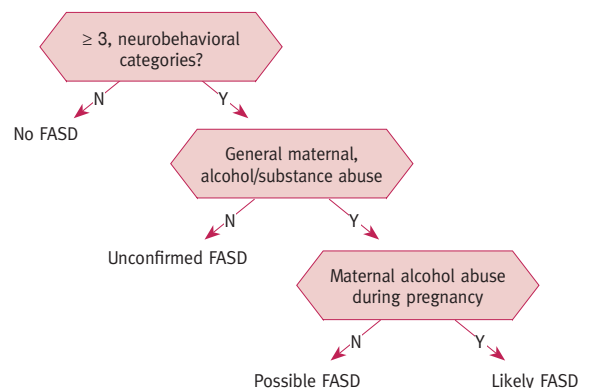 ≥ 3, neurobehavioral
categories?
N
Y
No FASD
General maternal,
alcohol/substance abuse
N
Y
Unconfirmed FASD
Maternal alcohol abuse
during pregnancy
N
Y
Possible FASD
Likely FASD